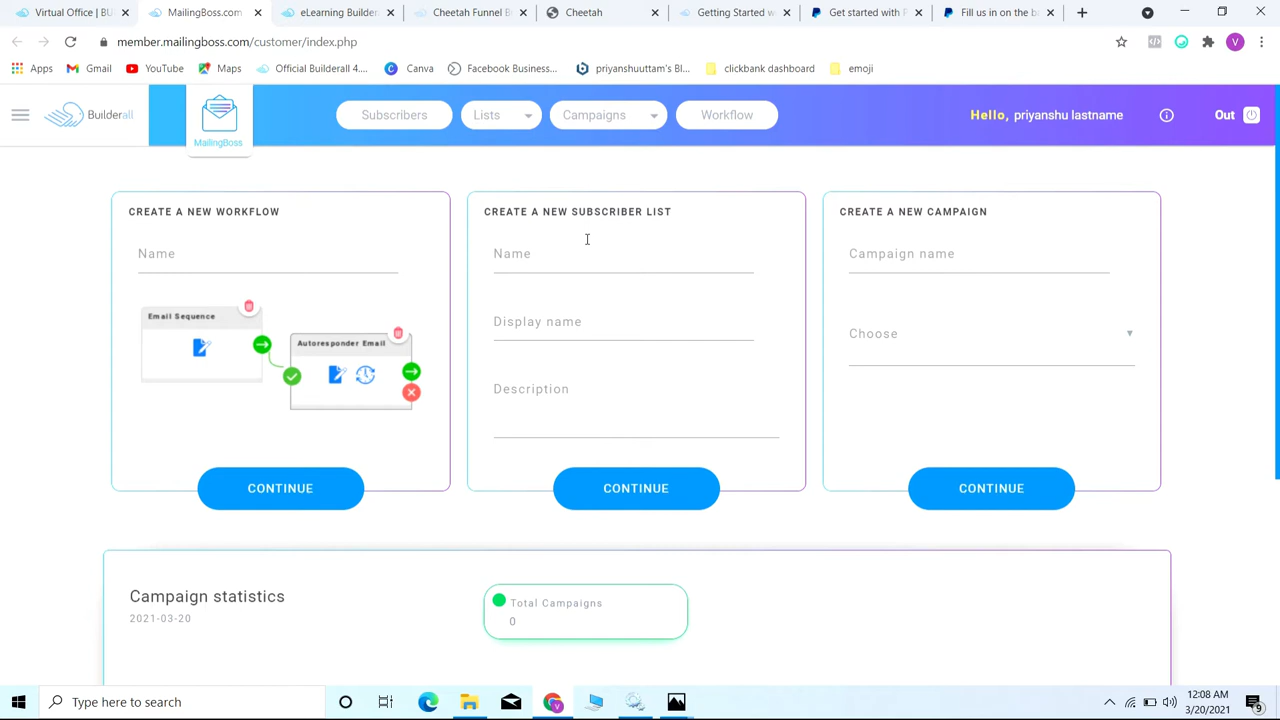 Virtual Office | BU
MailingBoss.com
eLearning Builder.
Cheetah Funnel B
Cheetah
Getting Started w
Get started with P
Fill us in on the b
member.mailingboss.com/customer/index.php
V
Apps
Gmail
YouTube
Maps
Official Builderall 4....
Canva
Facebook Business...
priyanshuuttam's Bl...
clickbank dashboard
emoji
Builderall
MailingBoss
Subscribers
Lists
Campaigns
Workflow
Hello, priyanshu lastname
Out
CREATE A NEW WORKFLOW
Name
Email Sequence
Autoresponder Email
CONTINUE
CREATE A NEW SUBSCRIBER LIST
Name
Display name
Description
CONTINUE
CREATE A NEW CAMPAIGN
Campaign name
Choose
CONTINUE
Campaign statistics
2021-03-20
Total Campaigns
0
Type here to search
12:08 AM
3/20/2021
9